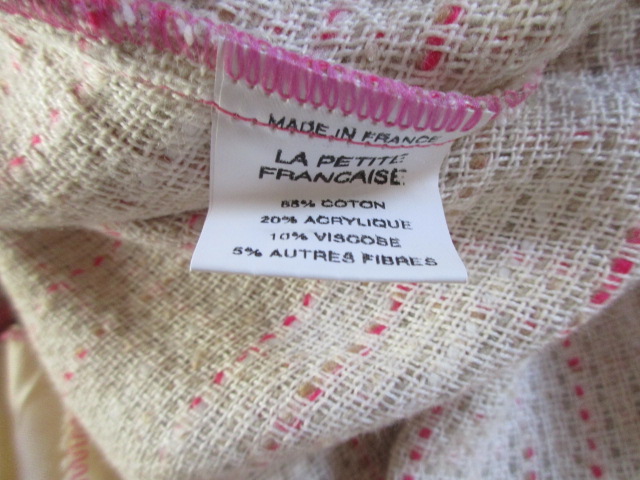 MADE IN FRANCE
LA PETITE
FRANCAISE
65% COTON
20% ACRYLIQUE
10% VISCOSE
5% AUTRES FIBRES